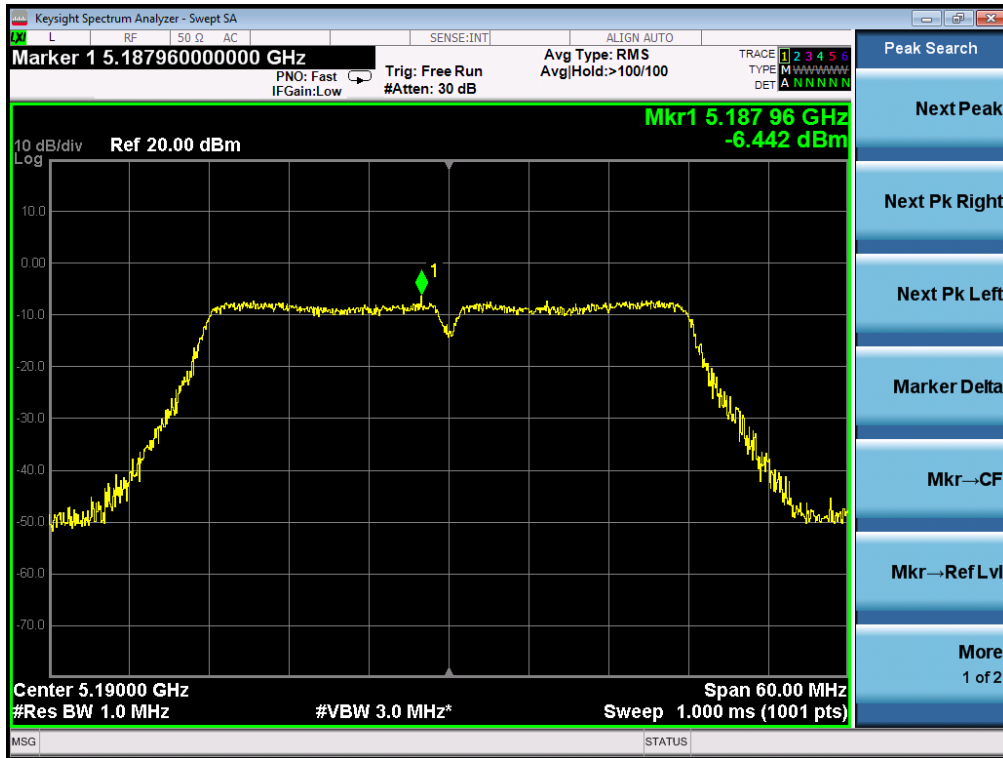 Keysight Spectrum Analyzer - Swept SA
LXI L RF 50 Ω AC SENSE:INT ALIGN AUTO
Marker 1 5.187960000000 GHz
PNO: Fast
IFGain:Low
Trig: Free Run
#Atten: 30 dB
Avg Type: RMS
Avg|Hold:>100/100
TRACE 1 2 3 4 5 6
TYPE M WWWWW
DET A N N N N N
Mkr1 5.187 96 GHz
-6.442 dBm
10 dB/div Ref 20.00 dBm
Log
10.0
0.00
-10.0
-20.0
-30.0
-40.0
-50.0
-60.0
-70.0
1
Center 5.19000 GHz
Span 60.00 MHz
#Res BW 1.0 MHz
#VBW 3.0 MHz*
Sweep 1.000 ms (1001 pts)
MSG
STATUS
Peak Search
Next Peak
Next Pk Right
Next Pk Left
Marker Delta
Mkr→CF
Mkr→Ref Lvl
More
1 of 2